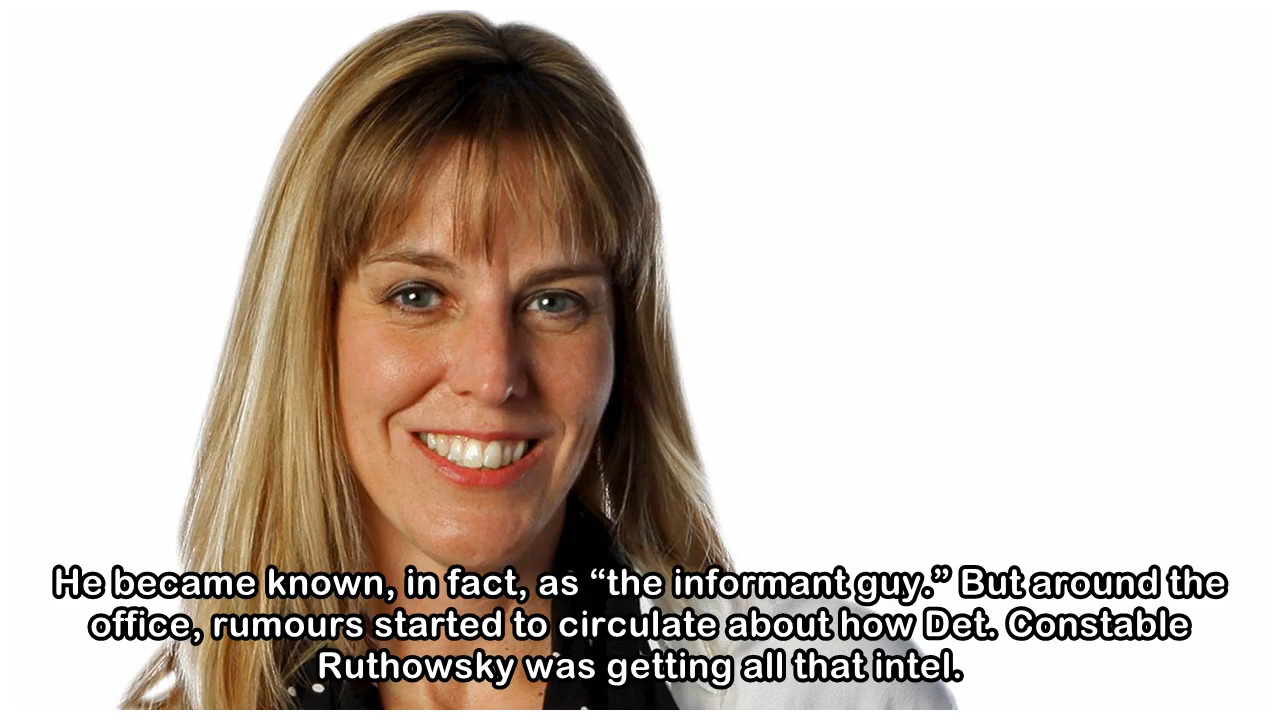 He became known, in fact, as “the informant guy.” But around the
office, rumours started to circulate about how Det. Constable
Ruthowsky was getting all that intel.